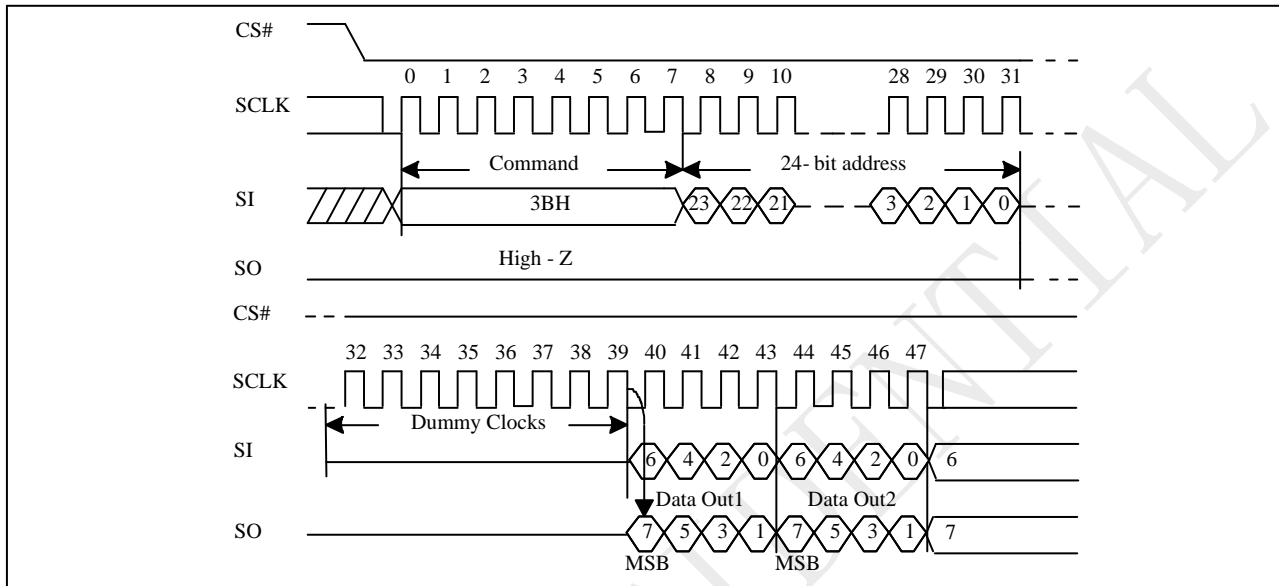 CS#
0 1 2 3 4 5 6 7 8 9 10 28 29 30 31
SCLK
Command 24- bit address
SI 3BH 23 22 21 3 2 1 0
High - Z
SO
CS#
32 33 34 35 36 37 38 39 40 41 42 43 44 45 46 47
SCLK
Dummy Clocks
SI 6 4 2 0 6 4 2 0 6
Data Out1 Data Out2
SO 7 5 3 1 7 5 3 1 7
MSB MSB